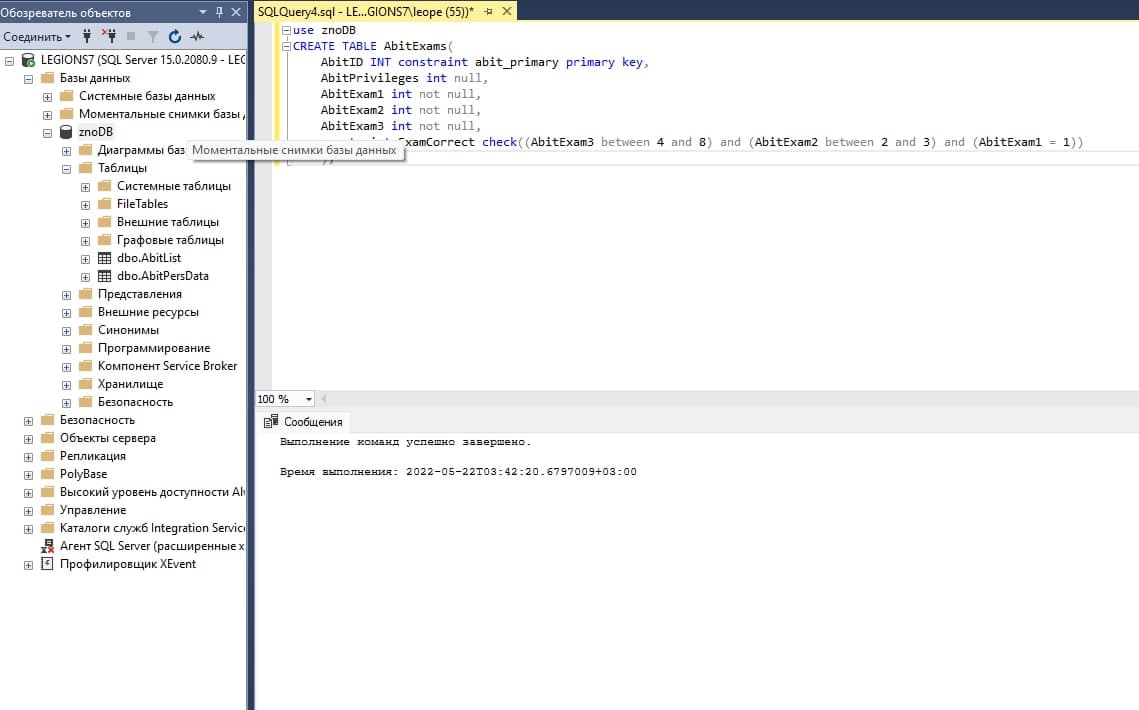 Обозреватель объектов
Соединить
LEGIONS7 (SQL Server 15.0.2080.9 - LEG
Базы данных
Системные базы данных
Моментальные снимки базы
znoDB
Диаграммы баз
Моментальные снимки базы данных
Таблицы
Системные таблицы
FileTables
Внешние таблицы
Графовые таблицы
dbo.AbitList
dbo.AbitPersData
Представления
Внешние ресурсы
Синонимы
Программирование
Компонент Service Broker
Хранилище
Безопасность
Безопасность
Объекты сервера
Репликация
PolyBase
Высокий уровень доступности Al
Управление
Каталоги служб Integration Service
Агент SQL Server (расширенные х
Профилировщик XEvent
SQLQuery4.sql - LE...GIONS7\leope (55))*
use znoDB
CREATE TABLE AbitExams(
AbitID INT constraint abit_primary primary key,
AbitPrivileges int null,
AbitExam1 int not null,
AbitExam2 int not null,
AbitExam3 int not null,
ExamCorrect check((AbitExam3 between 4 and 8) and (AbitExam2 between 2 and 3) and (AbitExam1 = 1))
100 %
Сообщения
Выполнение команд успешно завершено.
Время выполнения: 2022-05-22T03:42:20.6797009+03:00